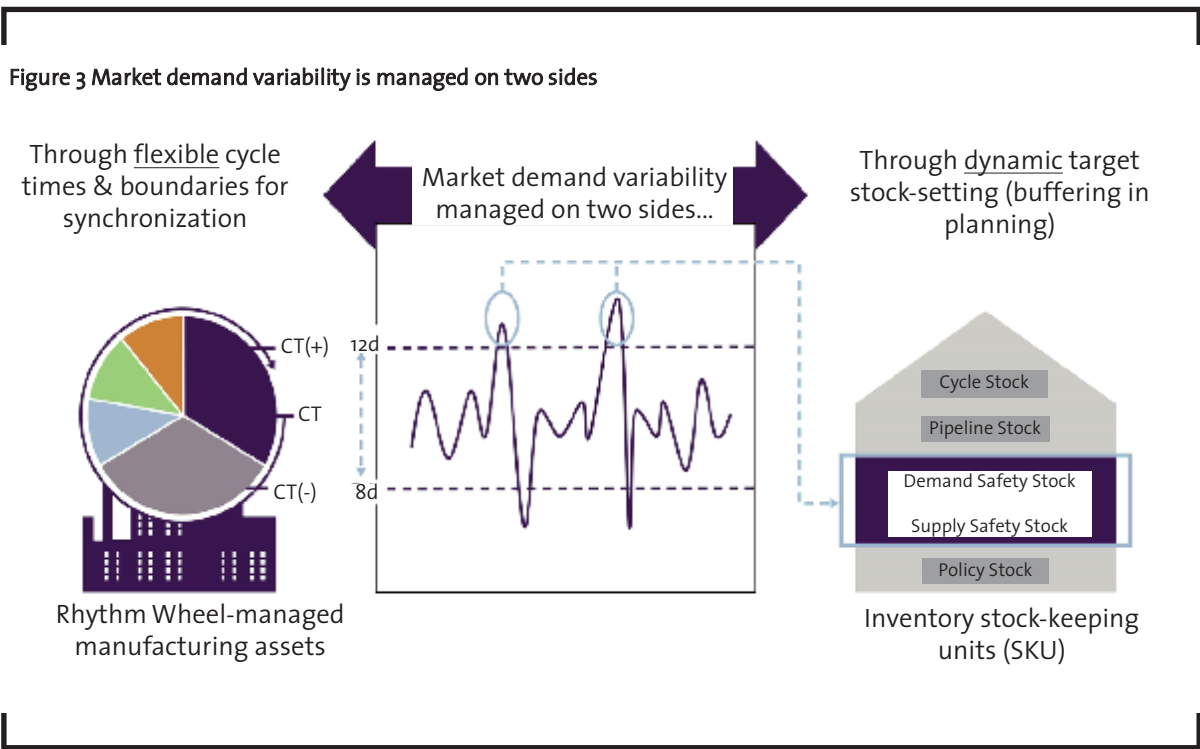 Figure 3 Market demand variability is managed on two sides
Through flexible cycle
times & boundaries for
synchronization
Market demand variability
managed on two sides...
Through dynamic target
stock-setting (buffering in
planning)
CT(+)
CT
CT(-)
12d
8d
Cycle Stock
Pipeline Stock
Demand Safety Stock
Supply Safety Stock
Policy Stock
Rhythm Wheel-managed
manufacturing assets
Inventory stock-keeping
units (SKU)